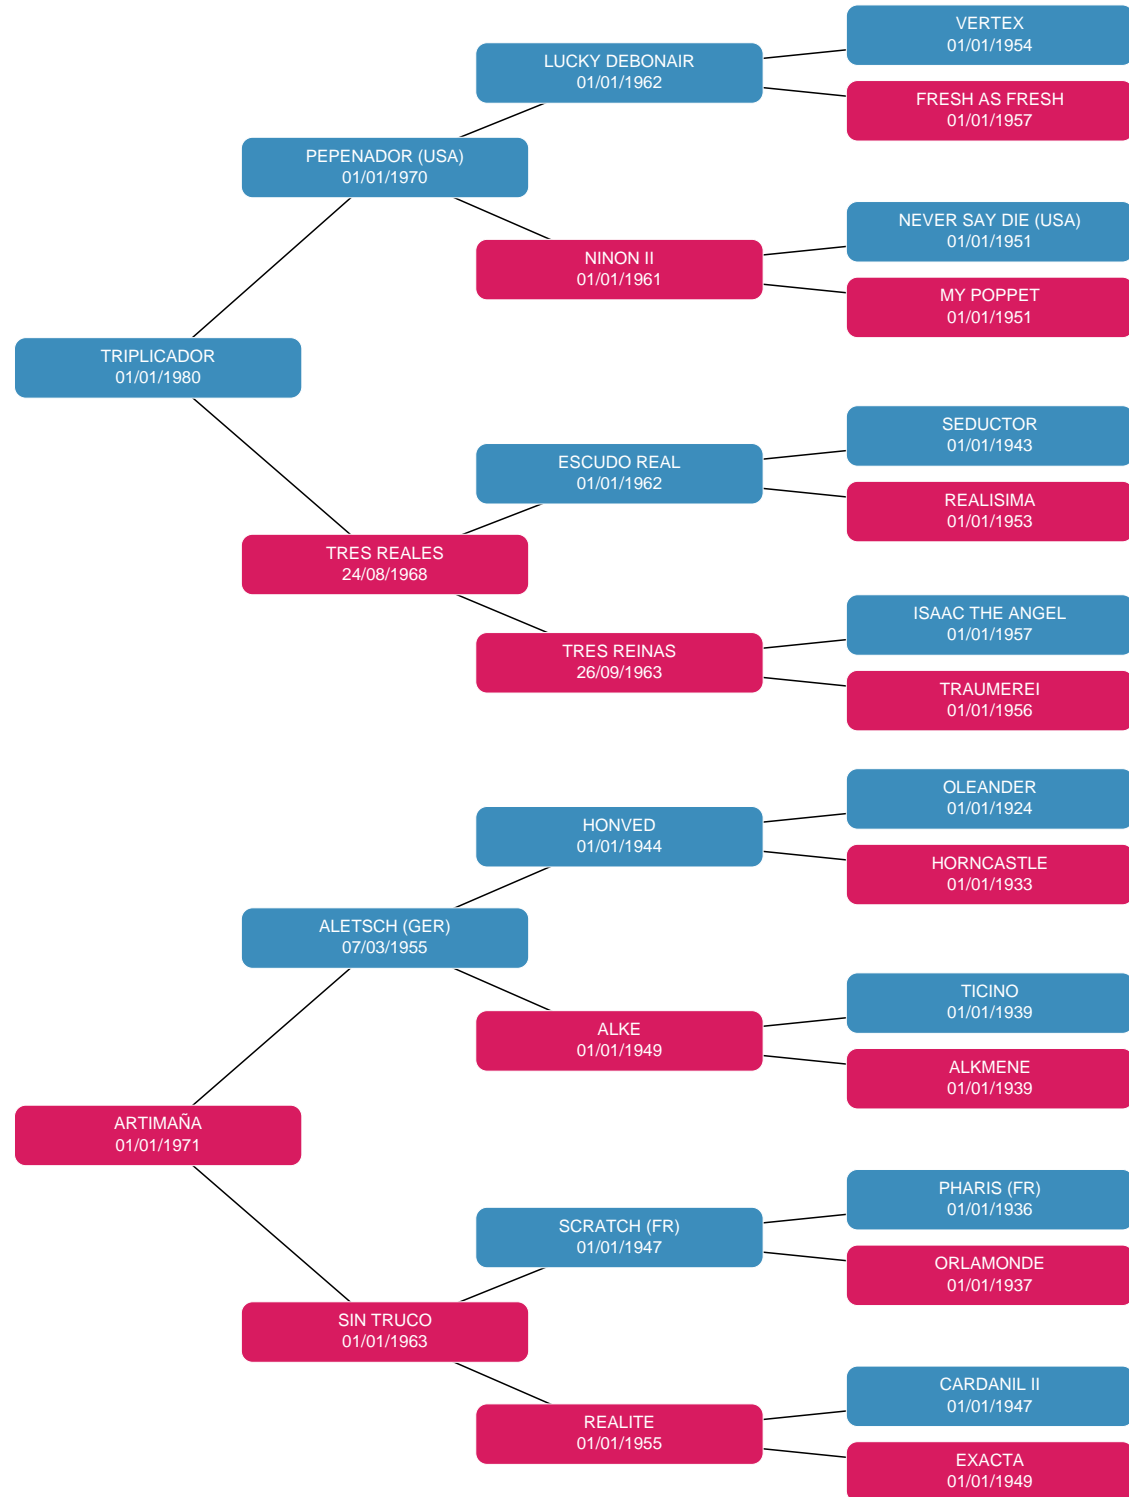 VERTEX
01/01/1954
LUCKY DEBONAIR
01/01/1962
FRESH AS FRESH
01/01/1957
PEPENADOR (USA)
01/01/1970
NEVER SAY DIE (USA)
01/01/1951
NINON II
01/01/1961
MY POPPET
01/01/1951
TRIPLICADOR
01/01/1980
SEDUCTOR
01/01/1943
ESCUDO REAL
01/01/1962
REALISIMA
01/01/1953
TRES REALES
24/08/1968
ISAAC THE ANGEL
01/01/1957
TRES REINAS
26/09/1963
TRAUMEREI
01/01/1956
OLEANDER
01/01/1924
HONVED
01/01/1944
HORNCASTLE
01/01/1933
ALETSCH (GER)
07/03/1955
TICINO
01/01/1939
ALKE
01/01/1949
ALKMENE
01/01/1939
ARTIMAÑA
01/01/1971
PHARIS (FR)
01/01/1936
SCRATCH (FR)
01/01/1947
ORLAMONDE
01/01/1937
SIN TRUCO
01/01/1963
CARDANIL II
01/01/1947
REALITE
01/01/1955
EXACTA
01/01/1949